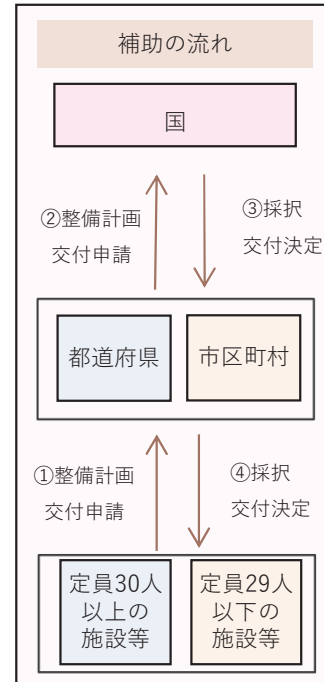 補助の流れ
国
②整備計画
交付申請
③採択
交付決定
都道府県
市区町村
①整備計画
交付申請
④採択
交付決定
定員30人
以上の
施設等
定員29人
以下の
施設等